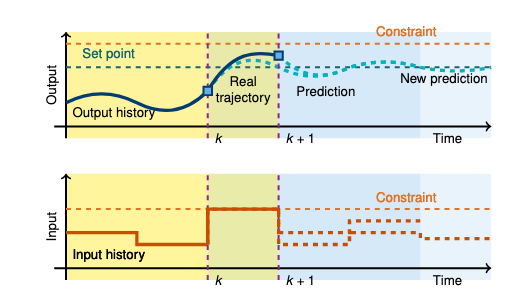 Constraint
Set point
Output
Real
trajectory
New prediction
Prediction
Output history
k
k + 1
Time
Constraint
Input
Input history
k
k + 1
Time